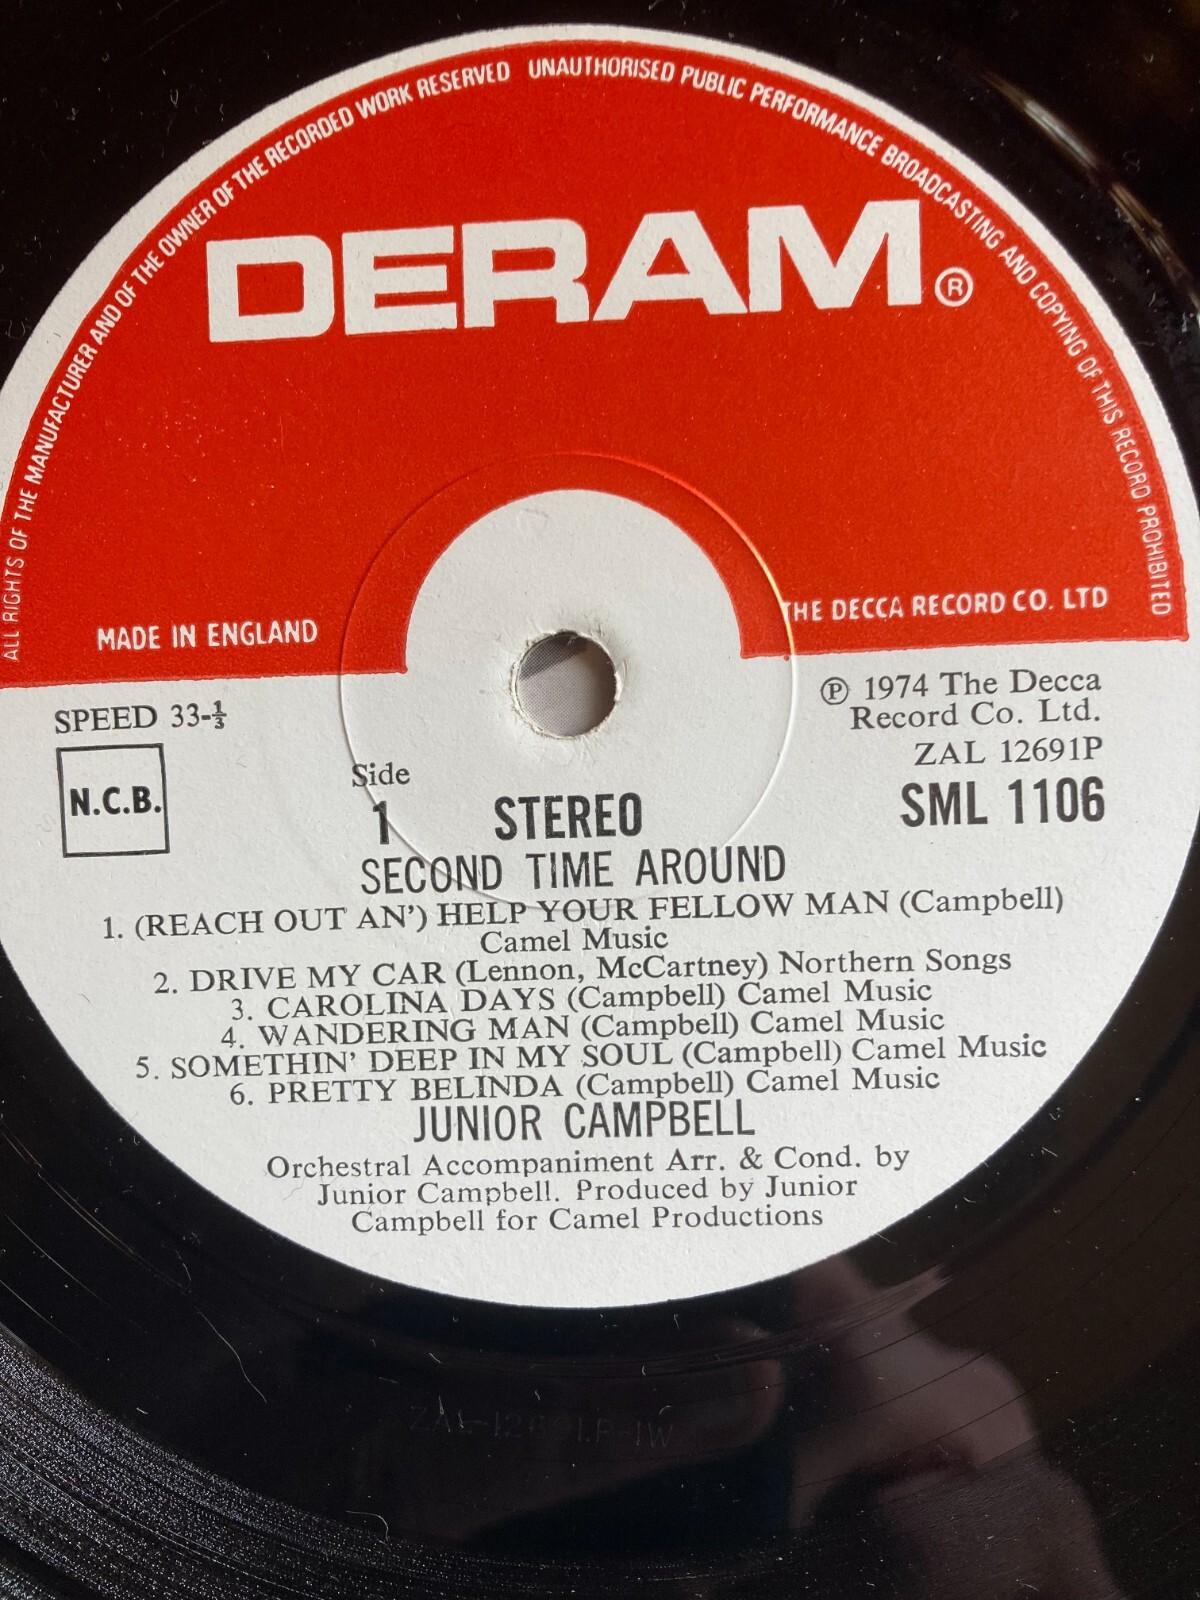 ALL RIGHTS OF THE MANUFACTURER AND OF THE OWNER OF THE RECORDED WORK RESERVED UNAUTHORISED PUBLIC PERFORMANCE BROADCASTING AND COPYING OF THIS RECORD PROHIBITED
DERAM ®
MADE IN ENGLAND
THE DECCA RECORD CO. LTD
SPEED 33-⅓
N.C.B.
℗ 1974 The Decca
Record Co. Ltd.
ZAL 12691P
SML 1106
Side
1
STEREO
SECOND TIME AROUND
1. (REACH OUT AN') HELP YOUR FELLOW MAN (Campbell)
Camel Music
2. DRIVE MY CAR (Lennon, McCartney) Northern Songs
3. CAROLINA DAYS (Campbell) Camel Music
4. WANDERING MAN (Campbell) Camel Music
5. SOMETHIN' DEEP IN MY SOUL (Campbell) Camel Music
6. PRETTY BELINDA (Campbell) Camel Music
JUNIOR CAMPBELL
Orchestral Accompaniment Arr. & Cond. by
Junior Campbell. Produced by Junior
Campbell for Camel Productions
ZAL-12691.P-1W